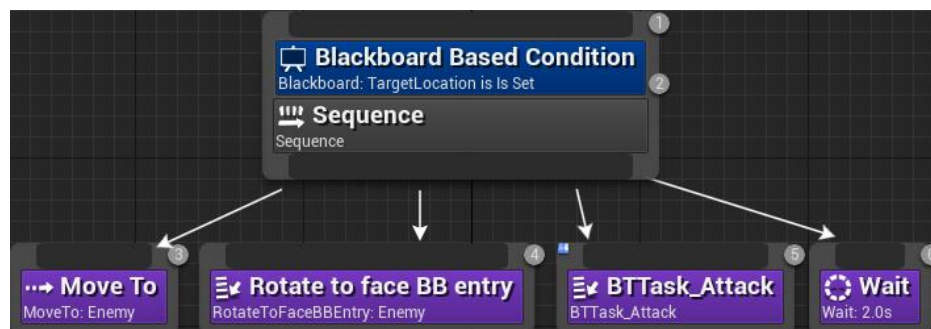 1
Blackboard Based Condition
Blackboard: TargetLocation is Is Set
2
Sequence
Sequence
3
4
5
6
Move To
MoveTo: Enemy
Rotate to face BB entry
RotateToFaceBBEntry: Enemy
BTTask_Attack
BTTask_Attack
Wait
Wait: 2.0s